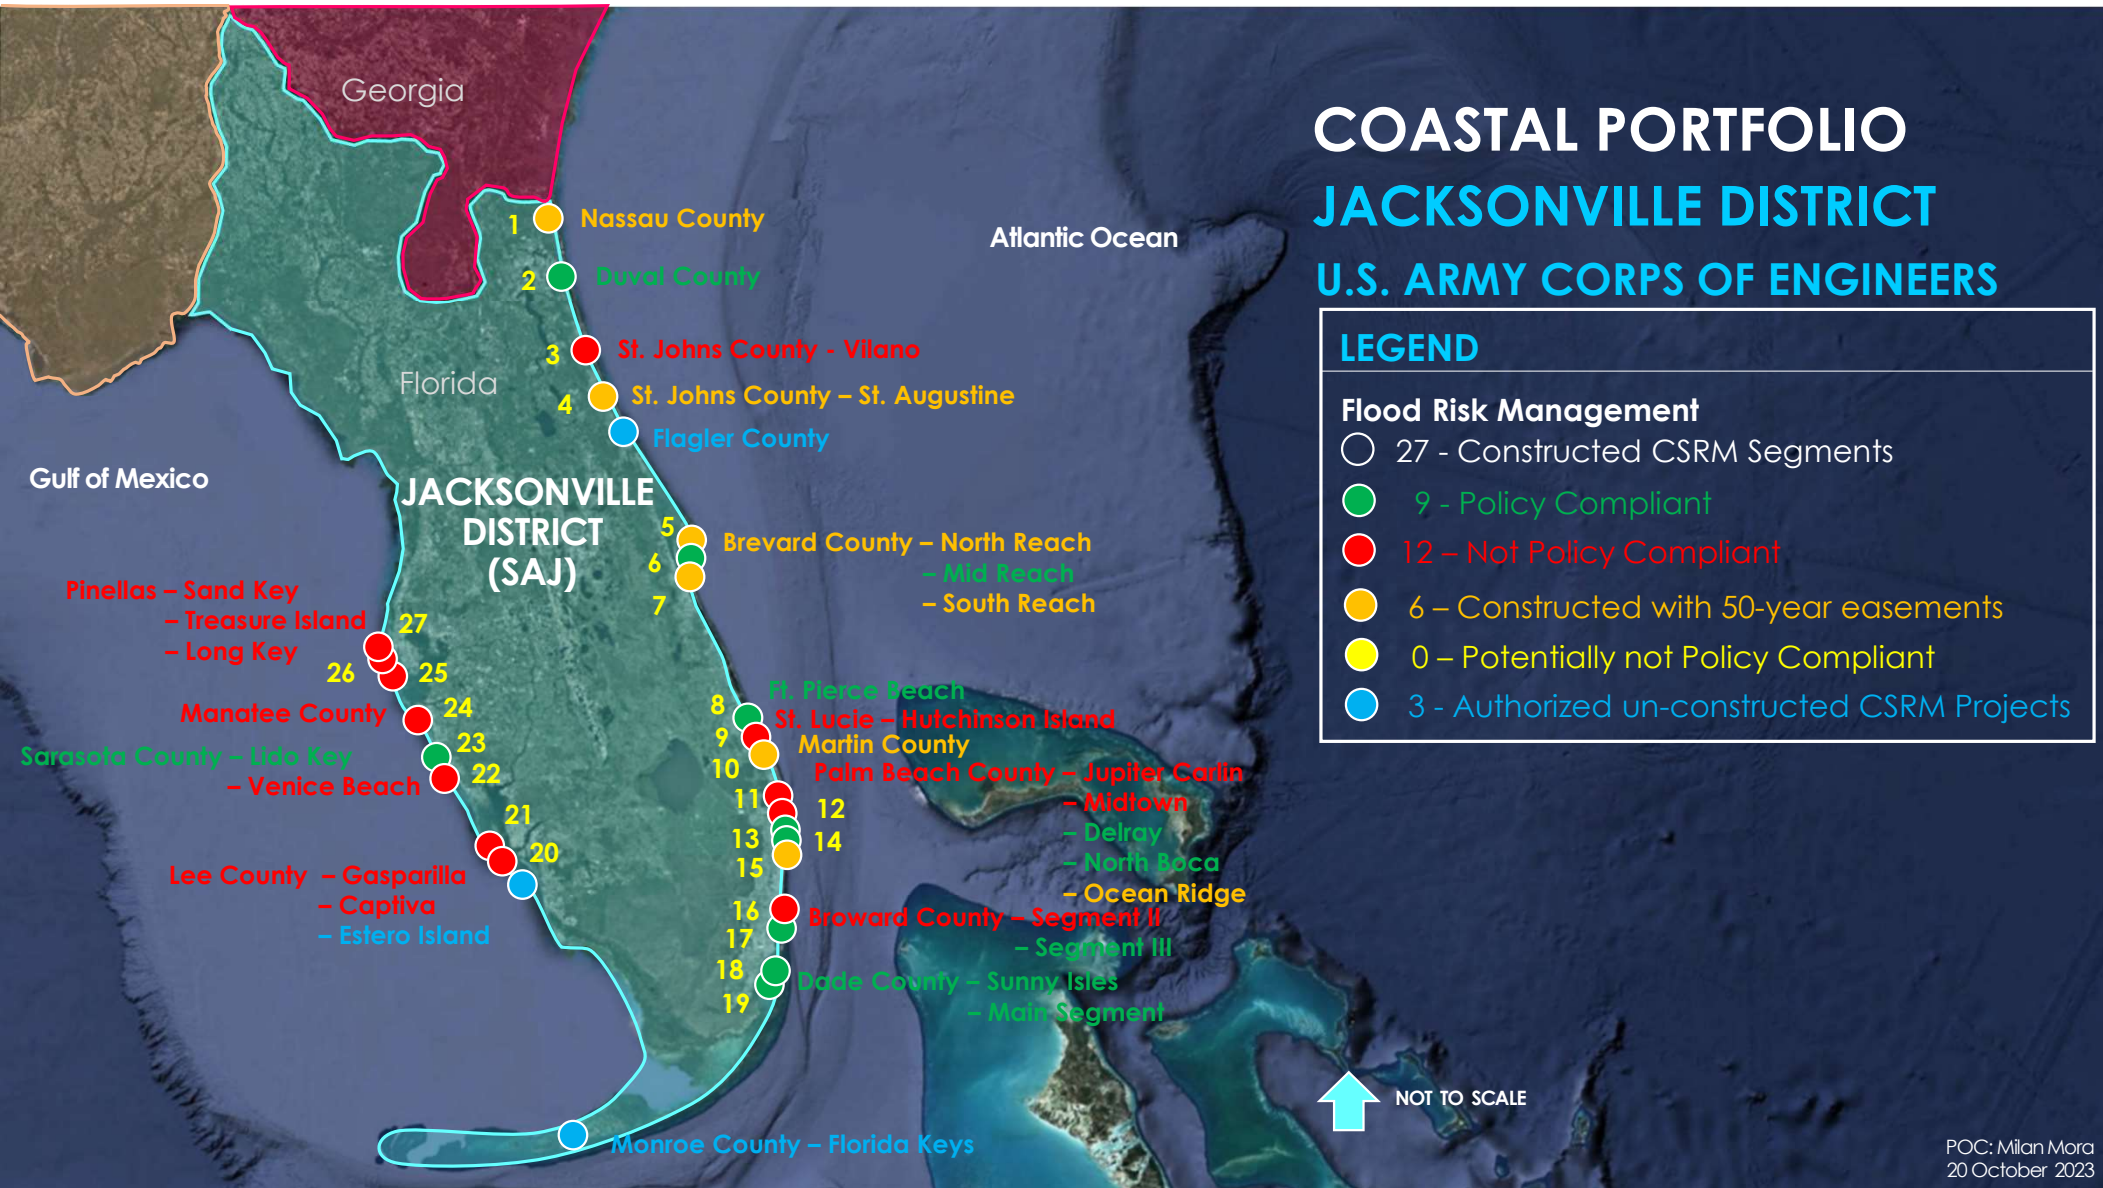 COASTAL PORTFOLIO
JACKSONVILLE DISTRICT
U.S. ARMY CORPS OF ENGINEERS
LEGEND
Flood Risk Management
27 - Constructed CSRM Segments
9 - Policy Compliant
12 – Not Policy Compliant
6 – Constructed with 50-year easements
0 – Potentially not Policy Compliant
3 - Authorized un-constructed CSRM Projects
Georgia
Florida
Atlantic Ocean
Gulf of Mexico
JACKSONVILLE
DISTRICT
(SAJ)
1 Nassau County
2 Duval County
3 St. Johns County - Vilano
4 St. Johns County – St. Augustine
Flagler County
5
6
7
Brevard County – North Reach
– Mid Reach
– South Reach
8 Ft. Pierce Beach
9 St. Lucie – Hutchinson Island
10 Martin County
11
12
13
14
15
Palm Beach County – Jupiter Carlin
– Midtown
– Delray
– North Boca
– Ocean Ridge
16 Broward County – Segment II
17 – Segment III
18 Dade County – Sunny Isles
19 – Main Segment
Monroe County – Florida Keys
Pinellas – Sand Key
– Treasure Island
– Long Key
27
26
25
Manatee County 24
Sarasota County – Lido Key 23
– Venice Beach 22
21
20
Lee County – Gasparilla
– Captiva
– Estero Island
NOT TO SCALE
POC: Milan Mora
20 October 2023